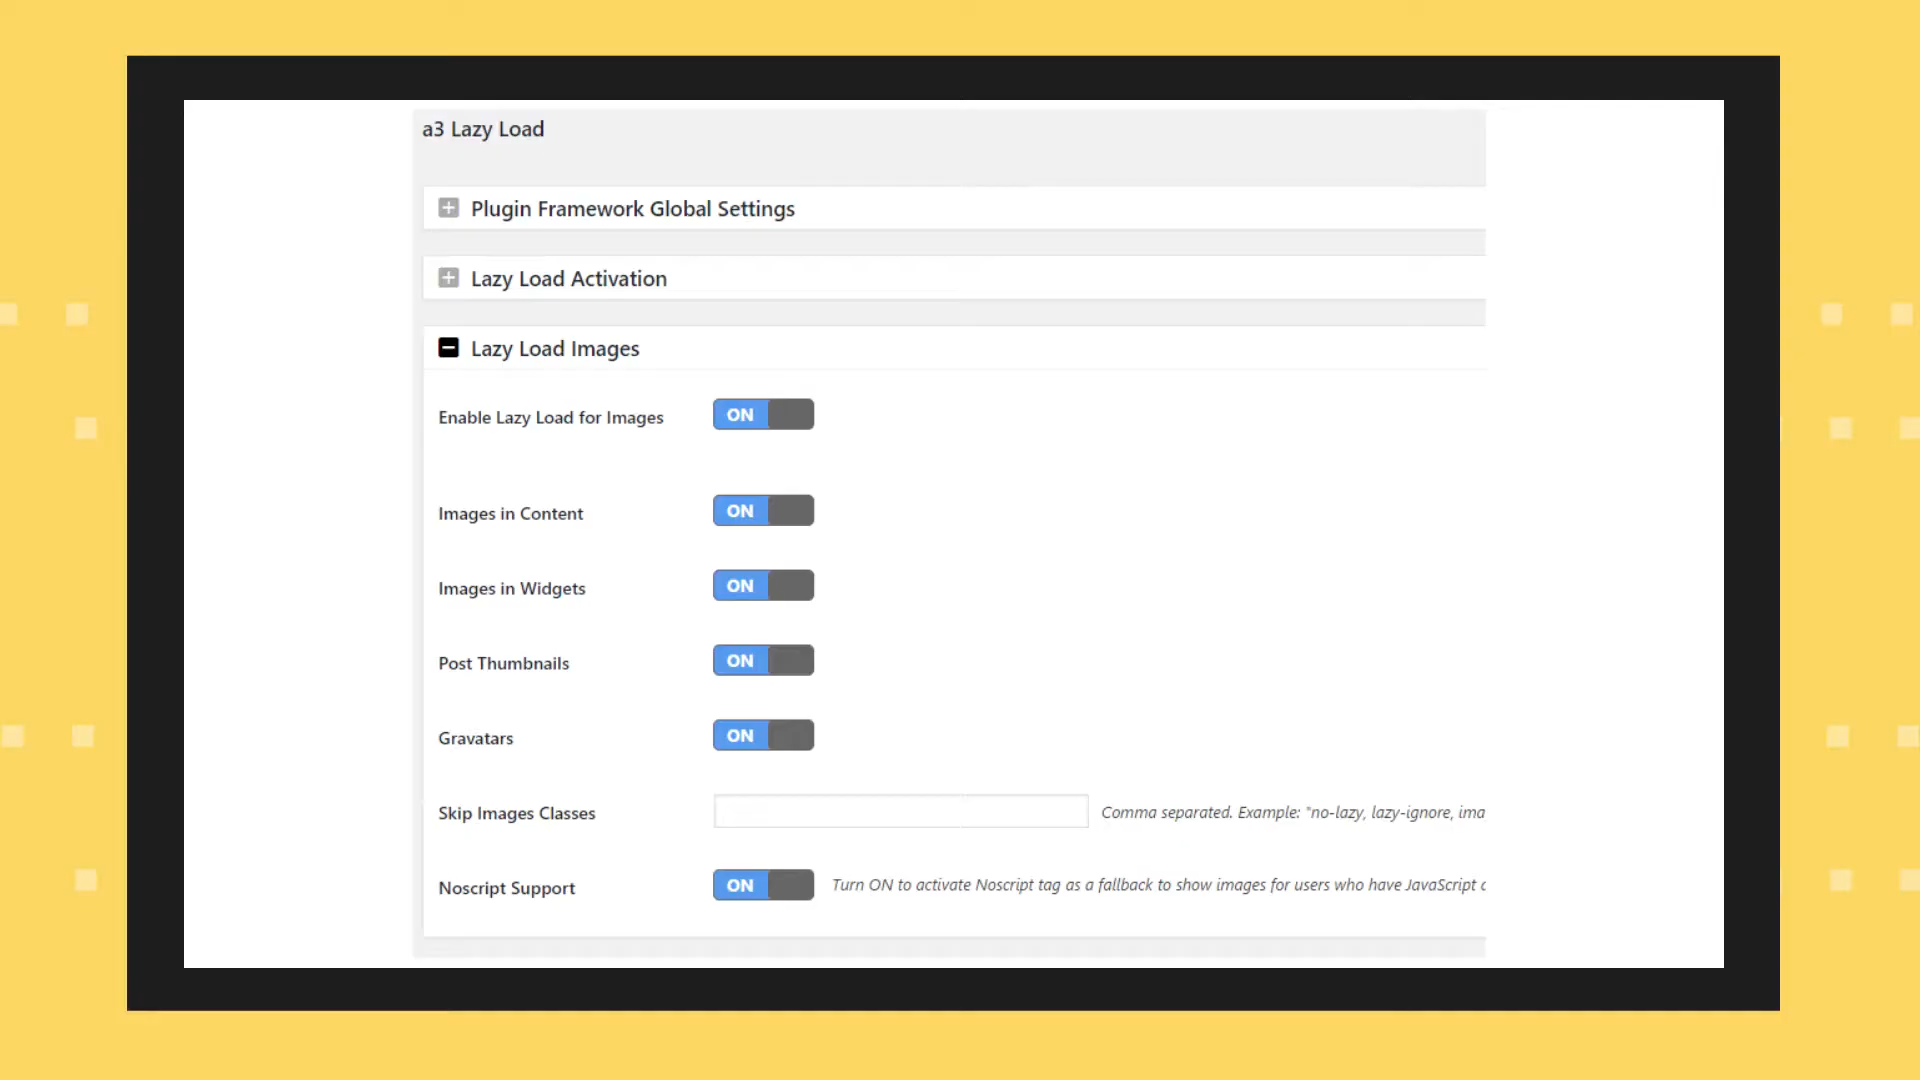 a3 Lazy Load
Plugin Framework Global Settings
Lazy Load Activation
Lazy Load Images
Enable Lazy Load for Images ON
Images in Content ON
Images in Widgets ON
Post Thumbnails ON
Gravatars ON
Skip Images Classes Comma separated. Example: "no-lazy, lazy-ignore, ima
Noscript Support ON Turn ON to activate Noscript tag as a fallback to show images for users who have JavaScript